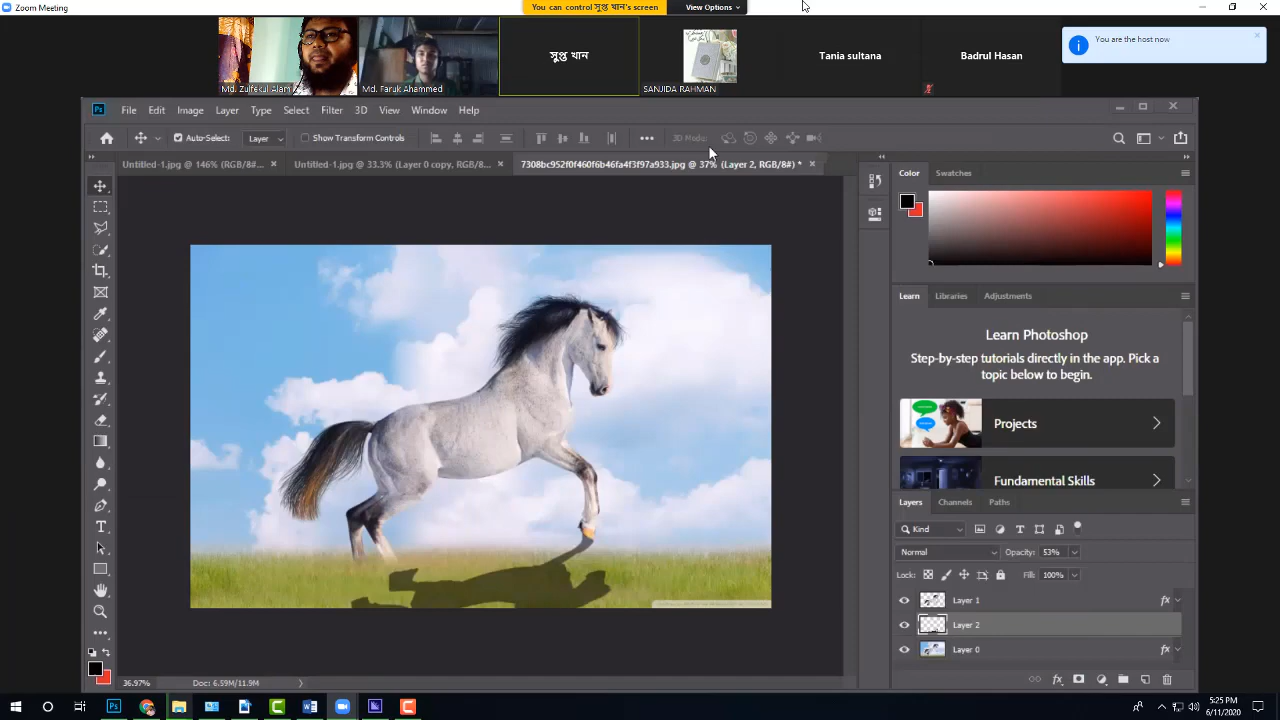 Zoom Meeting
You can control সুপ্ত খান's screen
View Options
You are the host now
Md. Zulfekul Alam
Md. Faruk Ahammed
সুপ্ত খান
SANJIDA RAHMAN
Tania sultana
Badrul Hasan
Ps File Edit Image Layer Type Select Filter 3D View Window Help
Auto-Select: Layer Show Transform Controls 3D Mode:
Untitled-1.jpg @ 146% (RGB/8#... Untitled-1.jpg @ 33.3% (Layer 0 copy, RGB/8... 7308bc952f0f460f6b46fa4f3f97a933.jpg @ 37% (Layer 2, RGB/8#) *
Color Swatches
Learn Libraries Adjustments
Learn Photoshop
Step-by-step tutorials directly in the app. Pick a
topic below to begin.
Projects
Fundamental Skills
Layers Channels Paths
Kind
Normal Opacity: 53%
Lock: Fill: 100%
Layer 1 fx
Layer 2
Layer 0 fx
36.97% Doc: 6.59M/11.9M
5:25 PM
6/11/2020